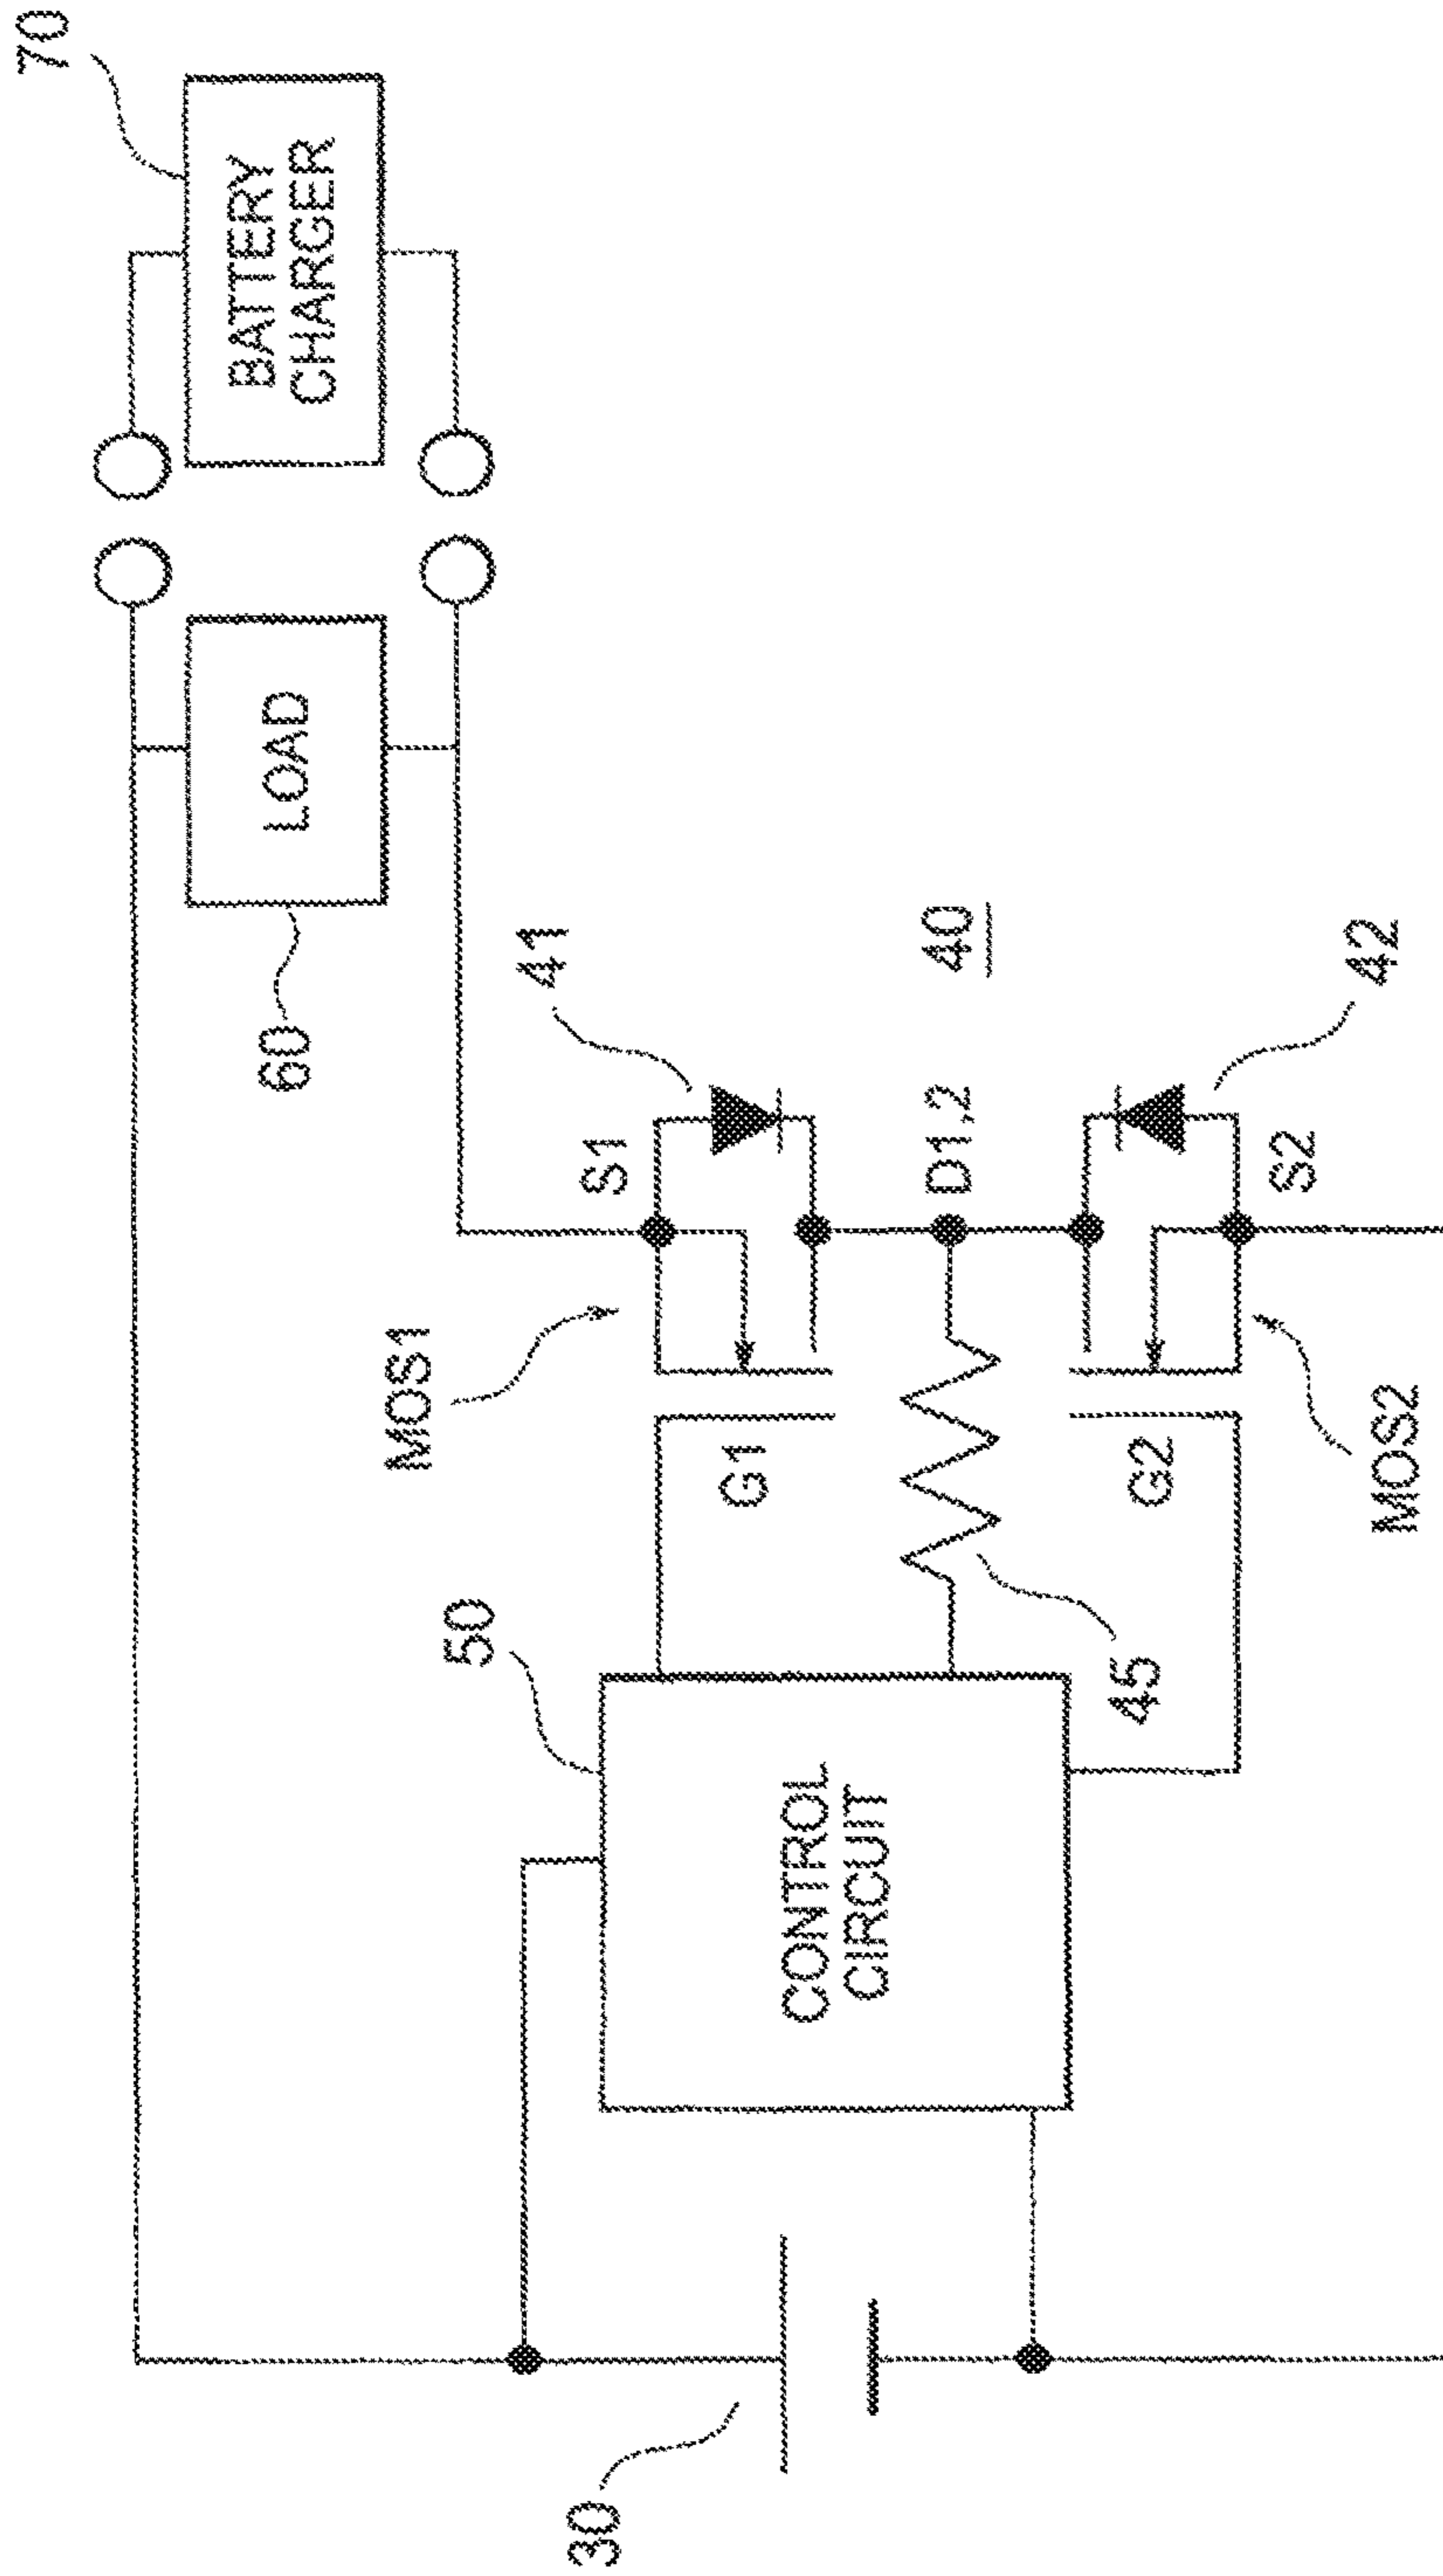 70
BATTERY
CHARGER
LOAD
60
41
40
42
S1
D1,2
S2
MOS1
G1
G2
MOS2
50
45
CONTROL
CIRCUIT
30